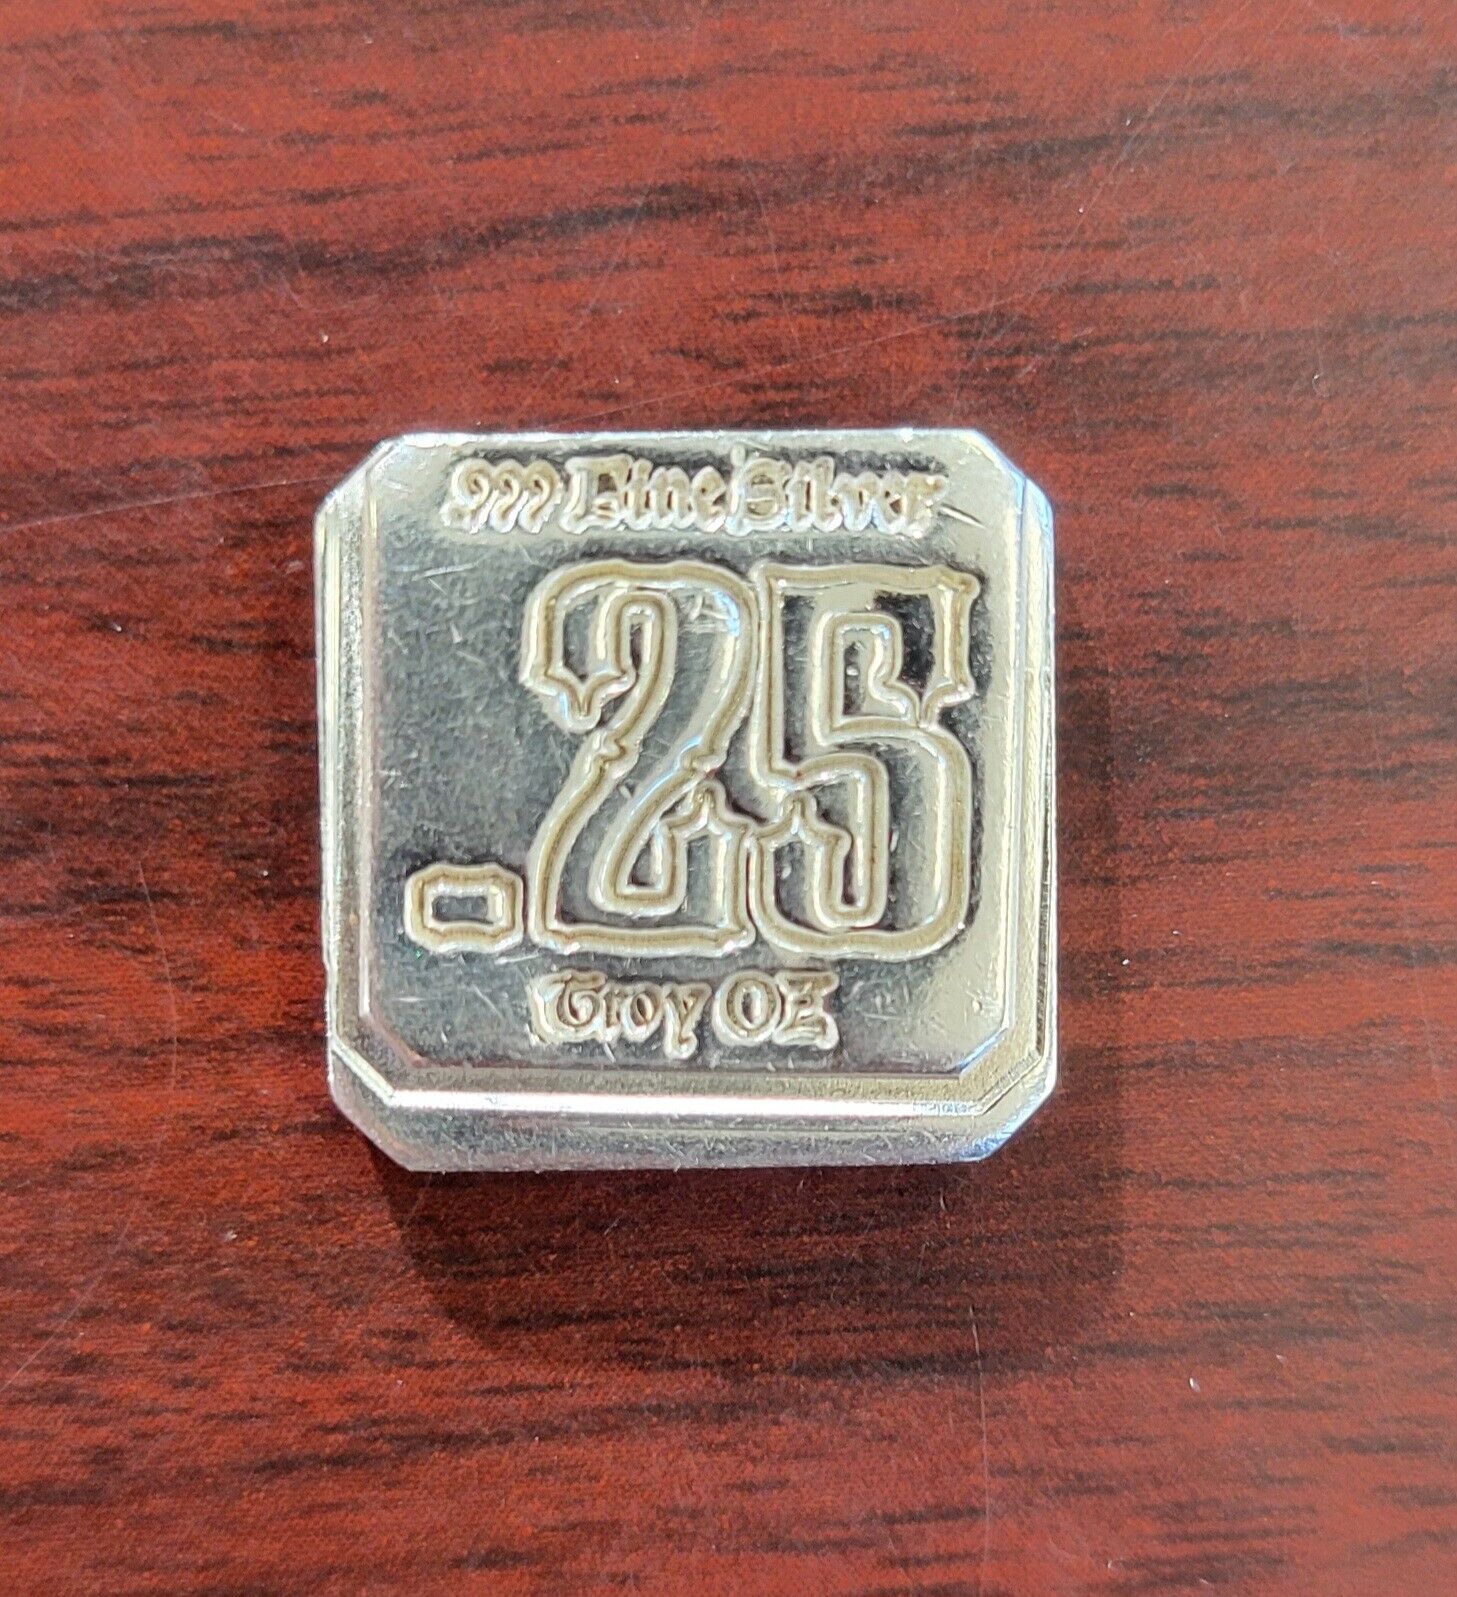 .999 Fine Silver
.25
Troy OZ